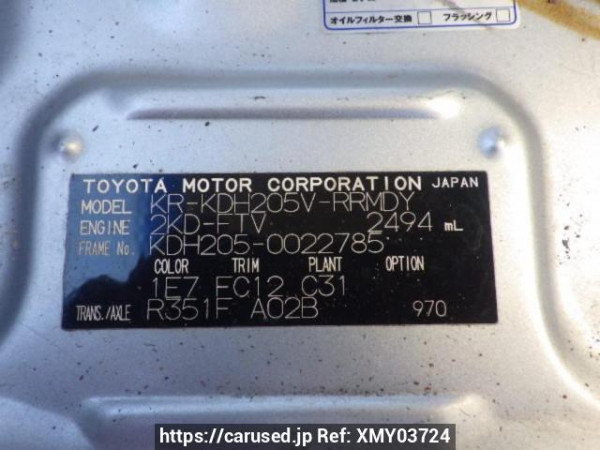 オイルフィルター交換 フラッシング
TOYOTA MOTOR CORPORATION JAPAN
MODEL KR-KDH205V-RRMDY
ENGINE 2KD-FTV 2494 mL
FRAME No. KDH205-0022785
COLOR TRIM PLANT OPTION
1E7 FC12 C31
TRANS./AXLE R351F A02B 970
https://carused.jp Ref: XMY03724